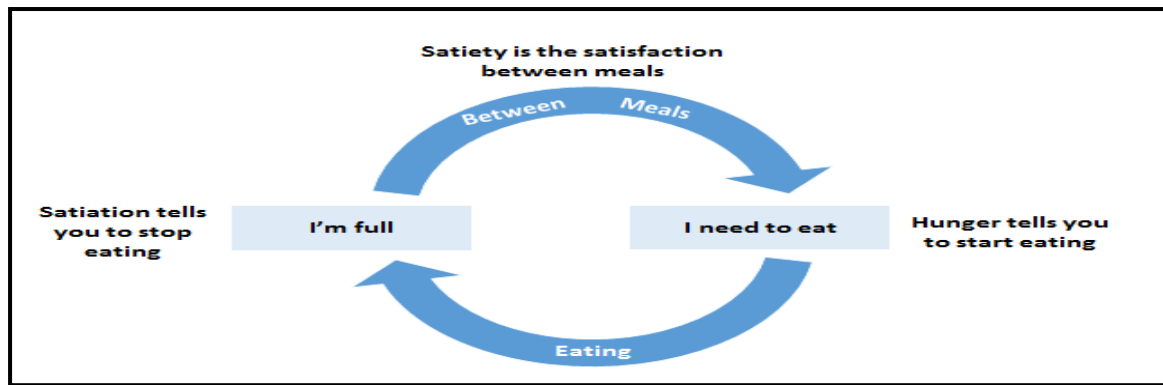 Satiety is the satisfaction
between meals
Between Meals
Satiation tells
you to stop
eating
I'm full
I need to eat
Hunger tells you
to start eating
Eating